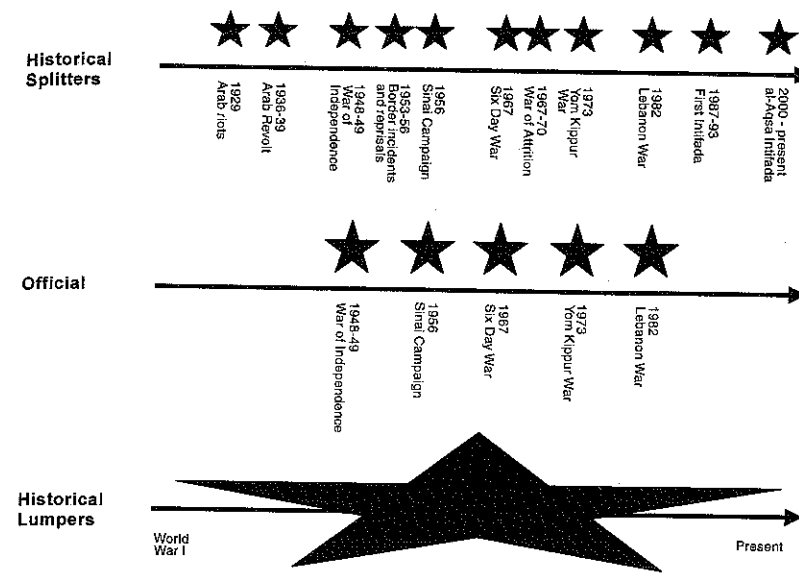 Historical
Splitters
1929
Arab riots
1936-39
Arab Revolt
1948-49
War of
Independence
1953-56
Border incidents
and reprisals
1956
Sinai Campaign
1967
Six Day War
1967-70
War of Attrition
1973
Yom Kippur
War
1982
Lebanon War
1987-93
First Intifada
2000 - present
al-Aqsa Intifada
Official
1948-49
War of Independence
1956
Sinai Campaign
1967
Six Day War
1973
Yom Kippur War
1982
Lebanon War
Historical
Lumpers
World
War I
Present